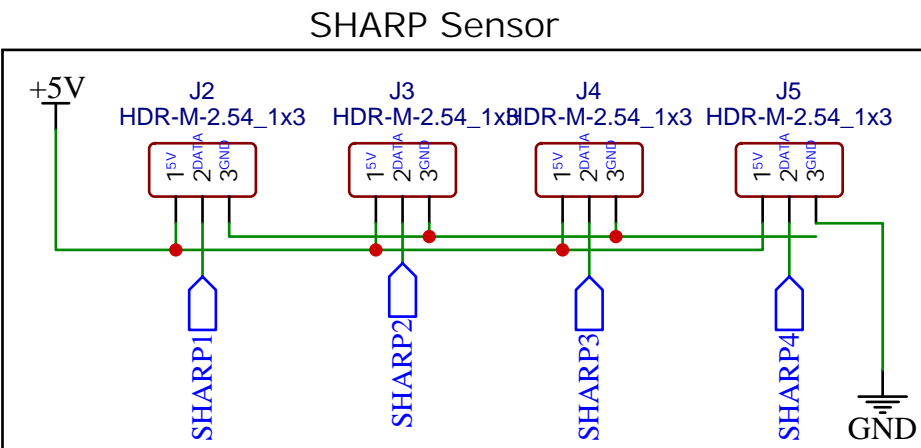 SHARP Sensor
+5V
J2
HDR-M-2.54_1x3
J3
HDR-M-2.54_1x3
J4
HDR-M-2.54_1x3
J5
HDR-M-2.54_1x3
1 5V
2 DATA
3 GND
1 5V
2 DATA
3 GND
1 5V
2 DATA
3 GND
1 5V
2 DATA
3 GND
SHARP1
SHARP2
SHARP3
SHARP4
GND